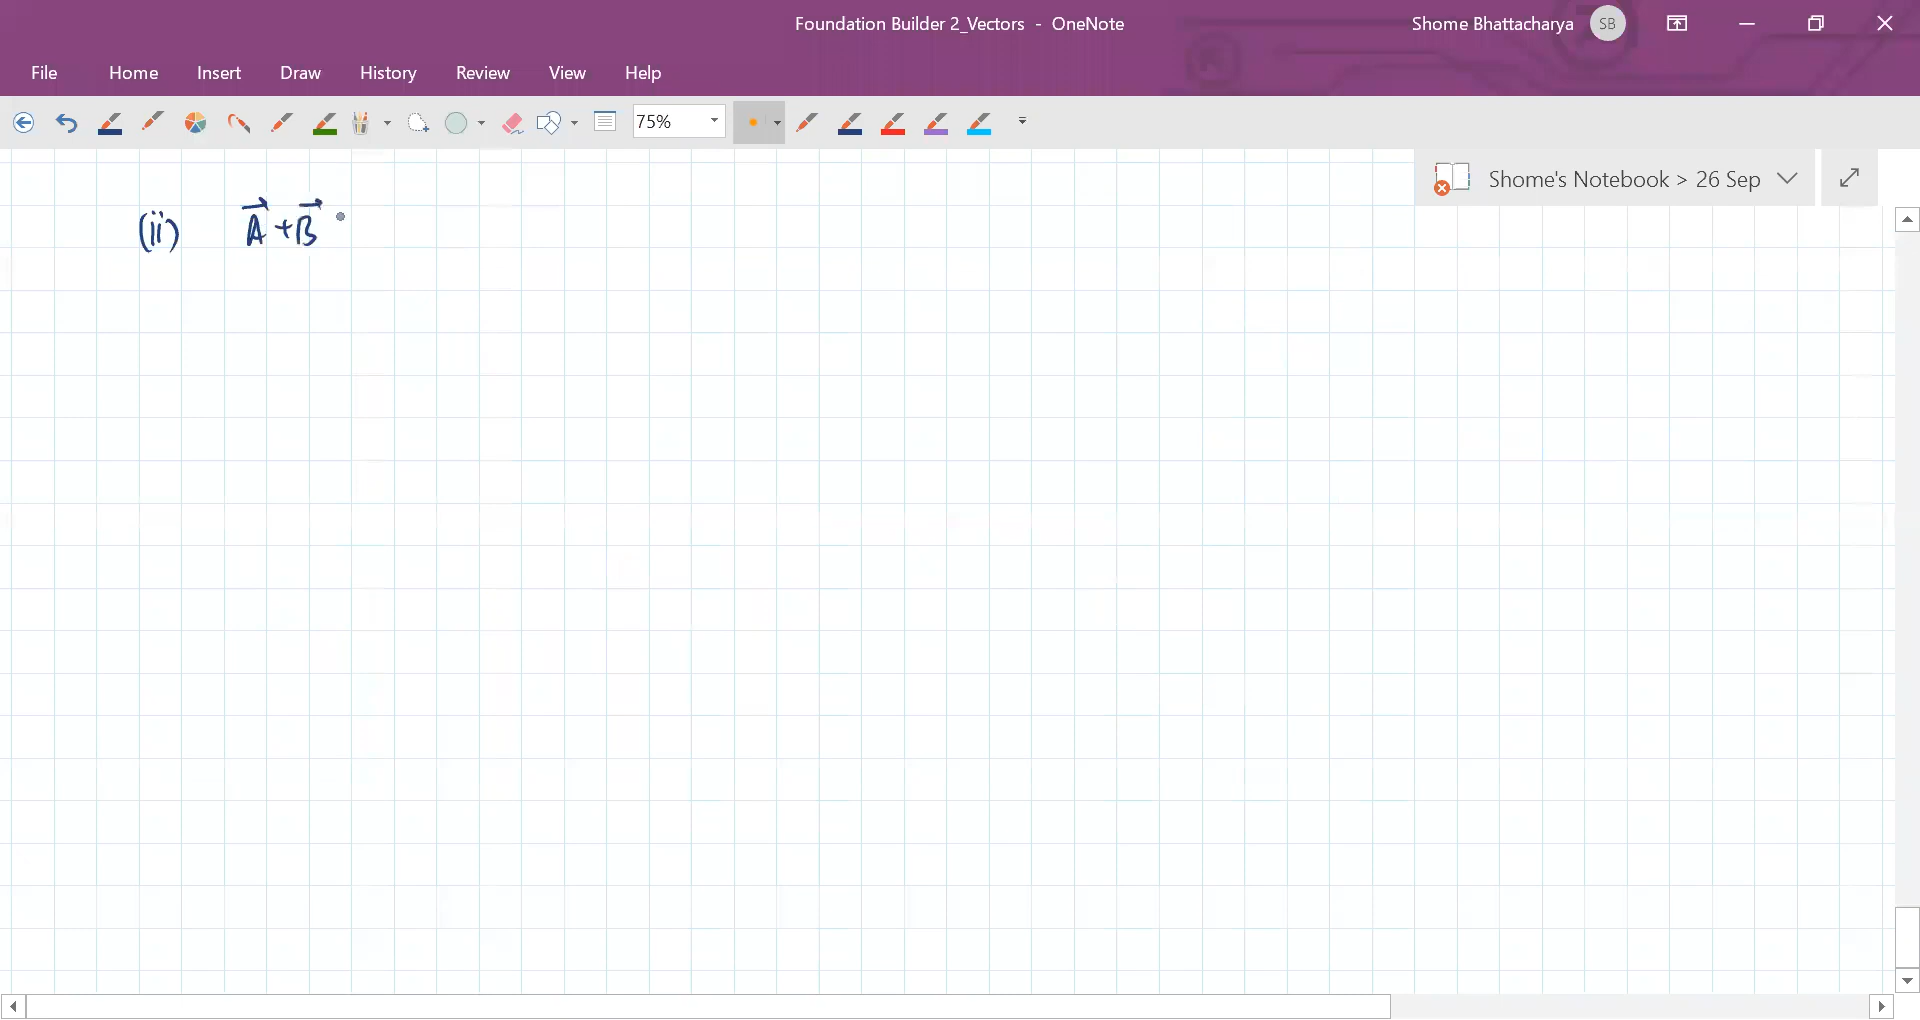 Foundation Builder 2_Vectors - OneNote
Shome Bhattacharya SB
File Home Insert Draw History Review View Help
75%
Shome's Notebook > 26 Sep
(ii) A⃗ + B⃗